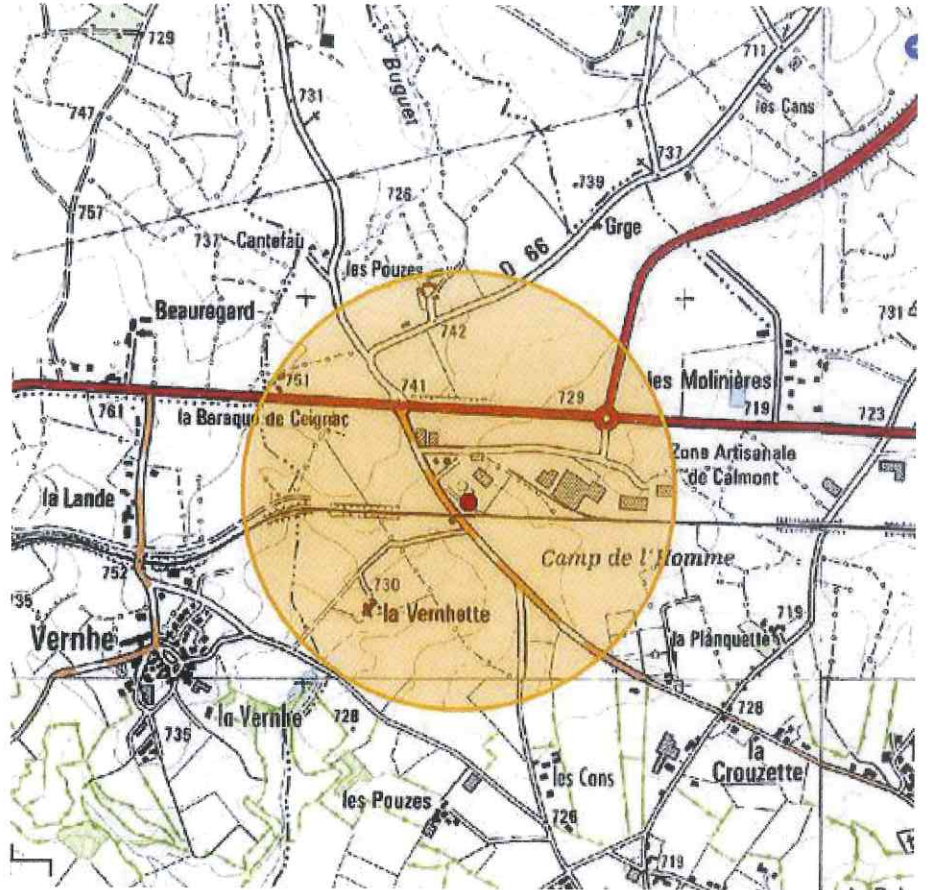 729
731
711
Buguet
les Cans
747
737
739
726
757
Grge
737
Cantefau
D 66
les Pouzes
Beauregard
742
731
751
741
729
les Molinières
761
la Baraque de Ceignac
719
723
Zone Artisanale
de Calmont
la Lande
752
Camp de l'Homme
730
735
la Vernhette
719
Vernhe
la Planquette
la Vernhe
728
728
735
la
Crouzette
les Cons
les Pouzes
726
719